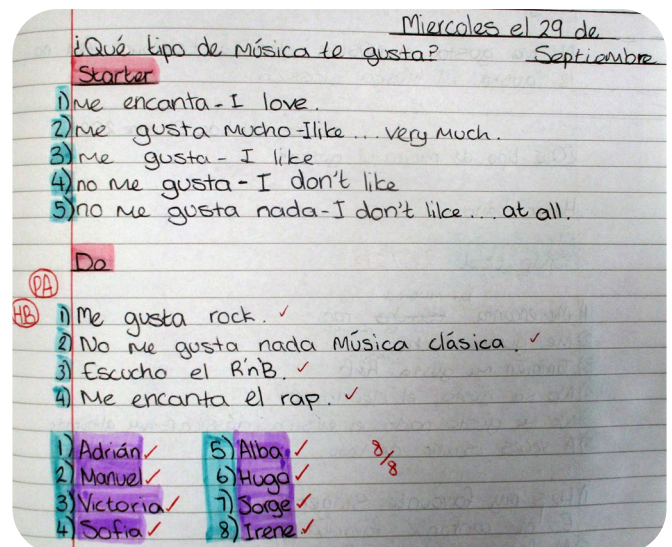 Miercoles el 29 de
¿Qué tipo de música te gusta? Septiembre
Starter
1) me encanta - I love.
2) me gusta mucho - I like... very much.
3) me gusta - I like
4) no me gusta - I don't like
5) no me gusta nada - I don't like... at all.
Do
PA
HB 1) Me gusta rock. ✓
2) No me gusta nada música clásica. ✓
3) Escucho el R'n'B. ✓
4) Me encanta el rap. ✓
1) Adrián ✓ 5) Alba. ✓ 8/8
2) Manuel ✓ 6) Hugo ✓
3) Victoria ✓ 7) Sorge ✓
4) Sofia ✓ 8) Irene ✓